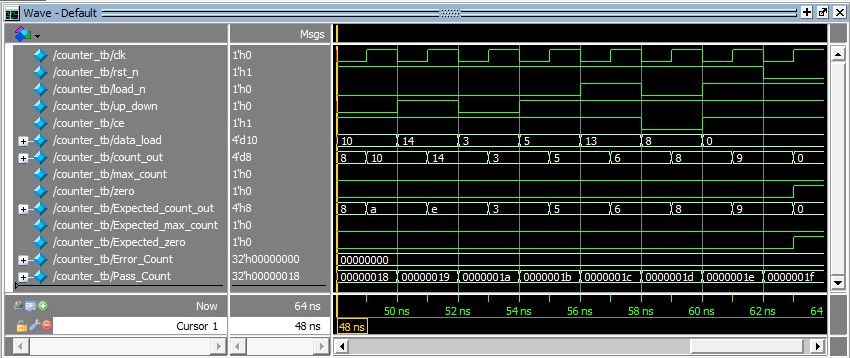 Wave - Default
Msgs
/counter_tb/clk 1'h0
/counter_tb/rst_n 1'h1
/counter_tb/load_n 1'h0
/counter_tb/up_down 1'h0
/counter_tb/ce 1'h1
/counter_tb/data_load 4'd10 10 14 3 5 13 8 0
/counter_tb/count_out 4'd8 8 10 14 3 5 6 8 9 0
/counter_tb/max_count 1'h0
/counter_tb/zero 1'h0
/counter_tb/Expected_count_out 4'h8 8 a e 3 5 6 8 9 0
/counter_tb/Expected_max_count 1'h0
/counter_tb/Expected_zero 1'h0
/counter_tb/Error_Count 32'h00000000 00000000
/counter_tb/Pass_Count 32'h00000018 00000018 00000019 0000001a 0000001b 0000001c 0000001d 0000001e 0000001f
Now 64 ns 50 ns 52 ns 54 ns 56 ns 58 ns 60 ns 62 ns 64
Cursor 1 48 ns 48 ns